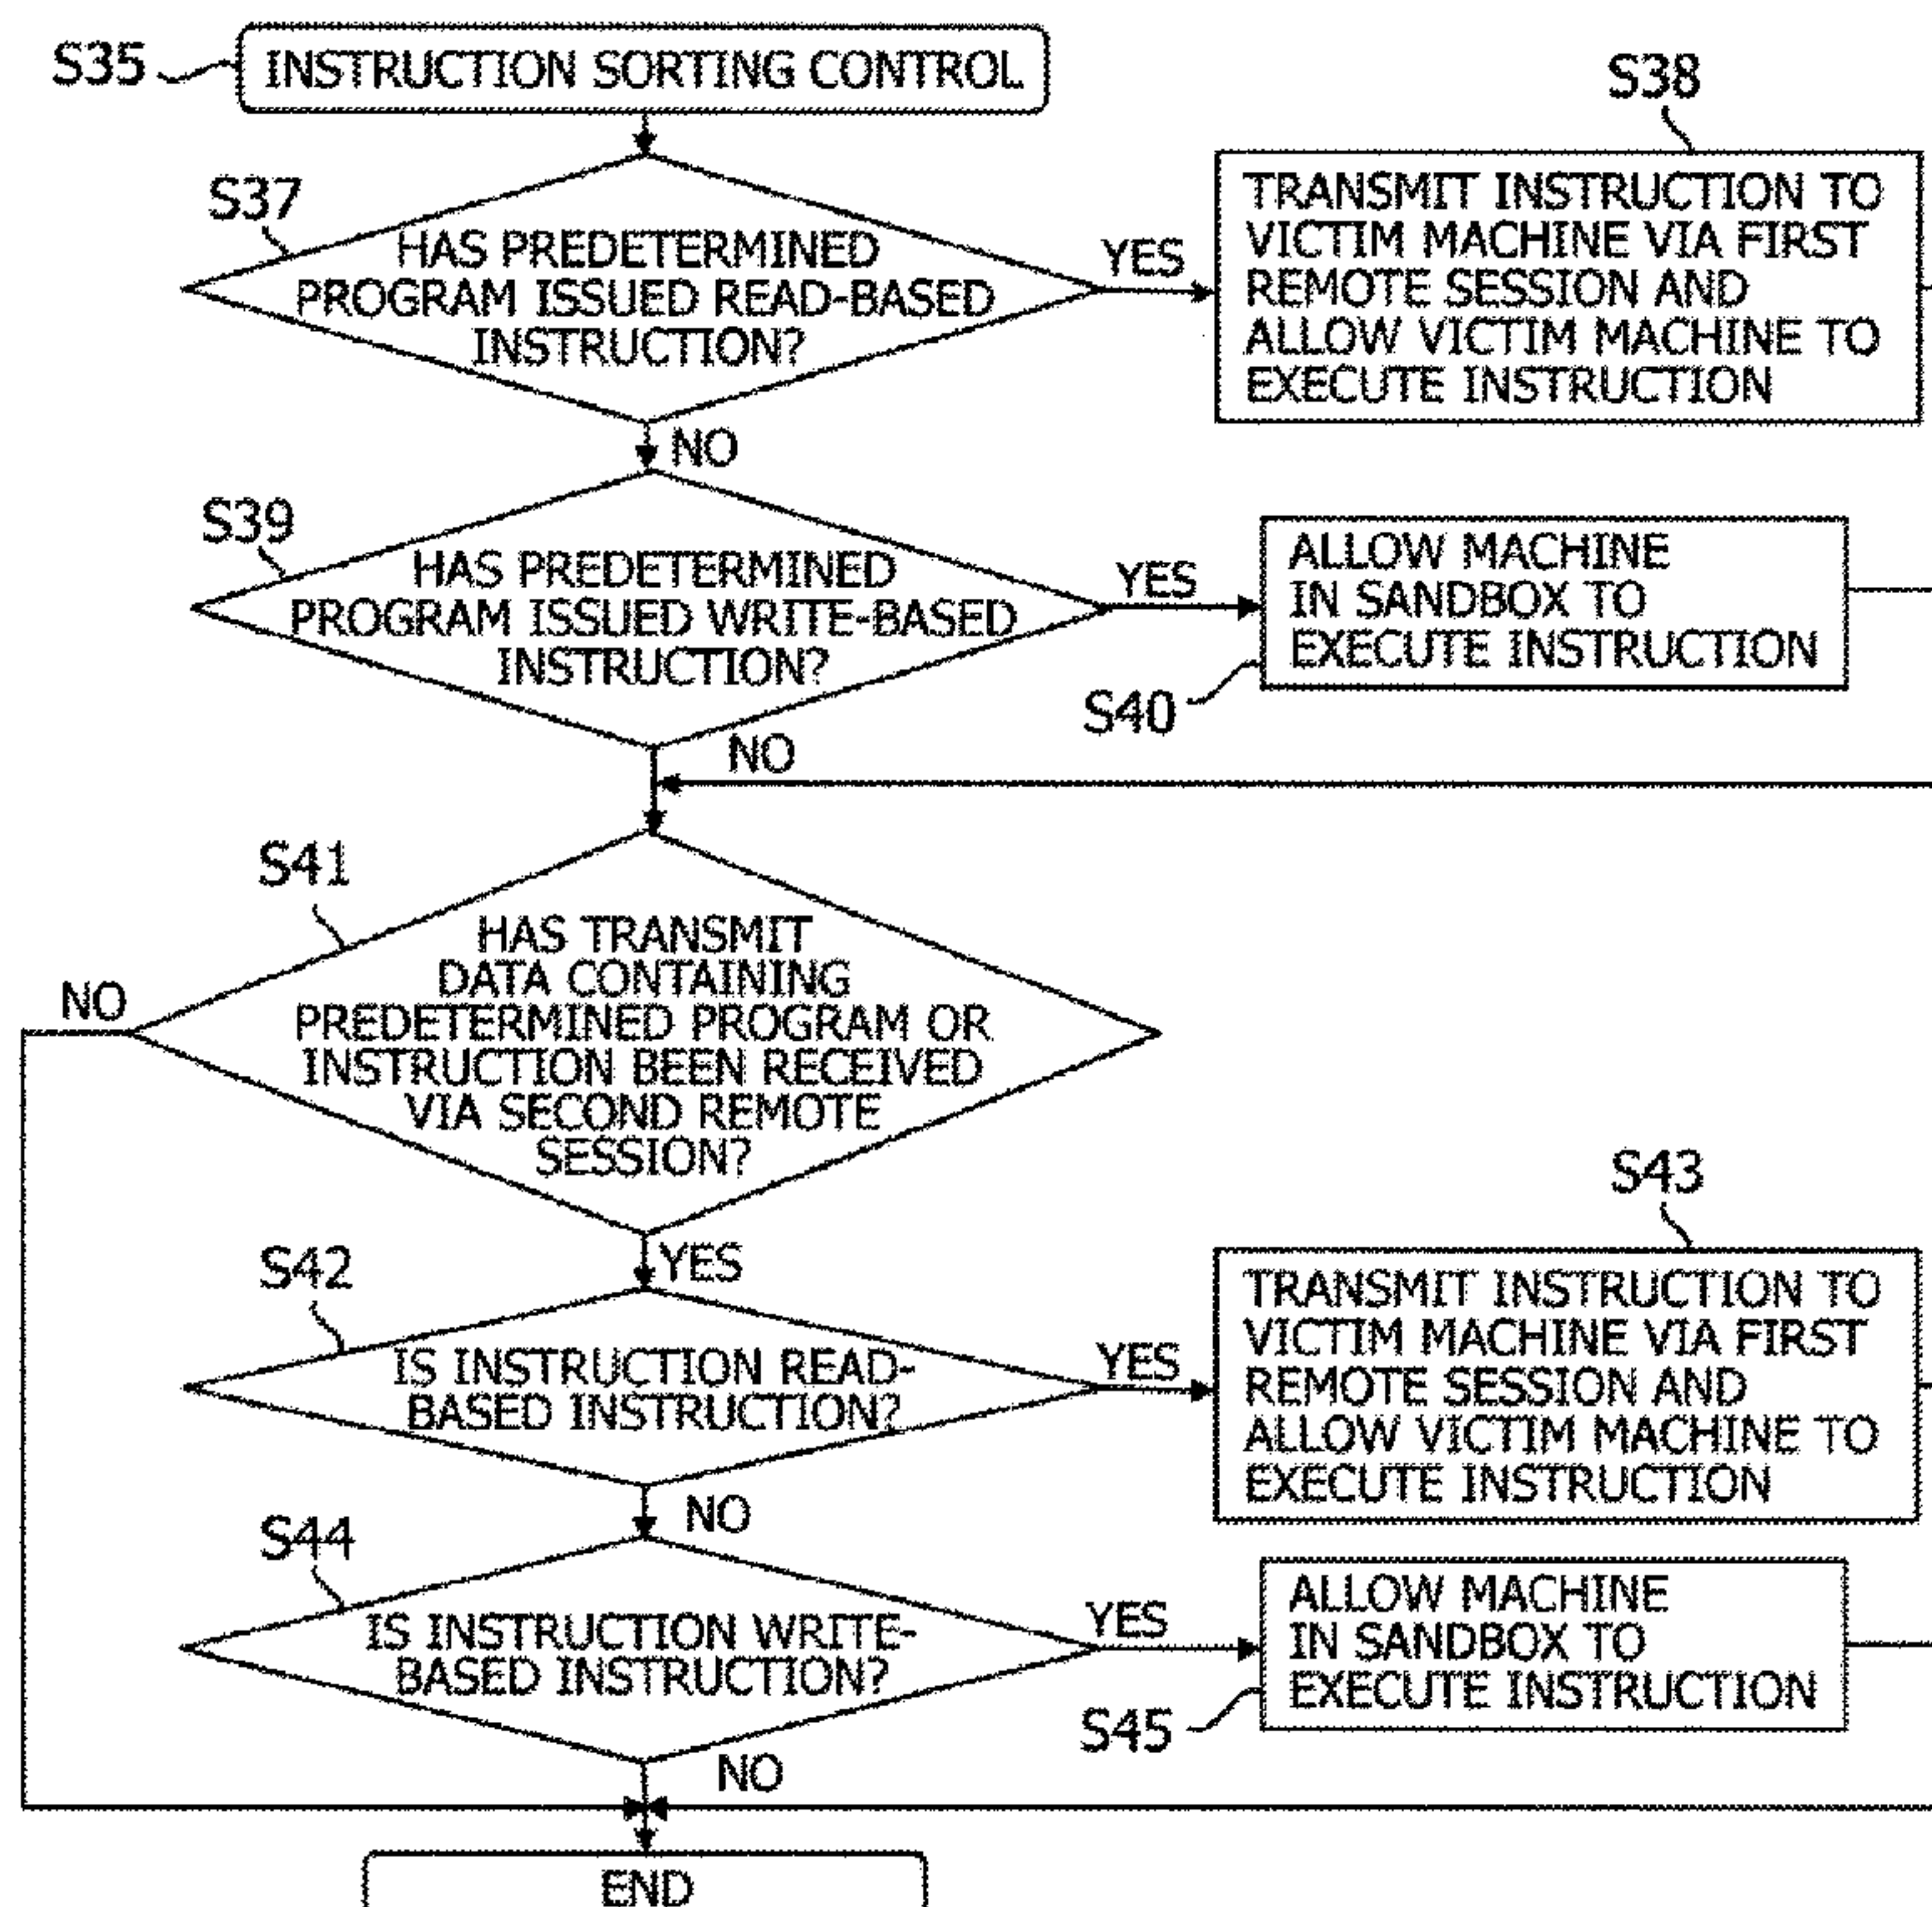 S35
INSTRUCTION SORTING CONTROL
S37
HAS PREDETERMINED
PROGRAM ISSUED READ-BASED
INSTRUCTION?
YES
S38
TRANSMIT INSTRUCTION TO
VICTIM MACHINE VIA FIRST
REMOTE SESSION AND
ALLOW VICTIM MACHINE TO
EXECUTE INSTRUCTION
NO
S39
HAS PREDETERMINED
PROGRAM ISSUED WRITE-BASED
INSTRUCTION?
YES
ALLOW MACHINE
IN SANDBOX TO
EXECUTE INSTRUCTION
S40
NO
S41
HAS TRANSMIT
DATA CONTAINING
PREDETERMINED PROGRAM OR
INSTRUCTION BEEN RECEIVED
VIA SECOND REMOTE
SESSION?
NO
YES
S42
IS INSTRUCTION READ-
BASED INSTRUCTION?
YES
S43
TRANSMIT INSTRUCTION TO
VICTIM MACHINE VIA FIRST
REMOTE SESSION AND
ALLOW VICTIM MACHINE TO
EXECUTE INSTRUCTION
NO
S44
IS INSTRUCTION WRITE-
BASED INSTRUCTION?
YES
ALLOW MACHINE
IN SANDBOX TO
EXECUTE INSTRUCTION
S45
NO
END